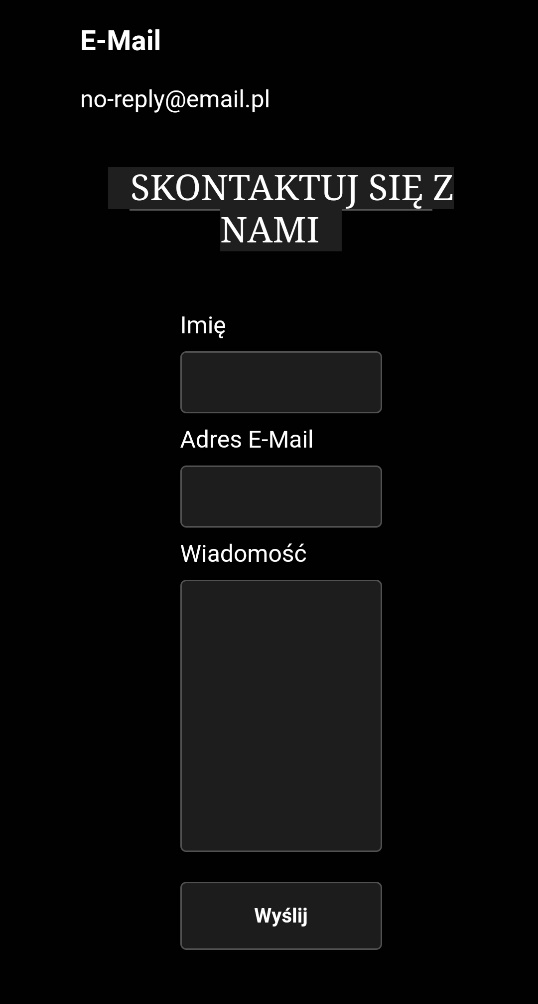 E-Mail
no-reply@email.pl
SKONTAKTUJ SIĘ Z
NAMI
Imię
Adres E-Mail
Wiadomość
Wyślij